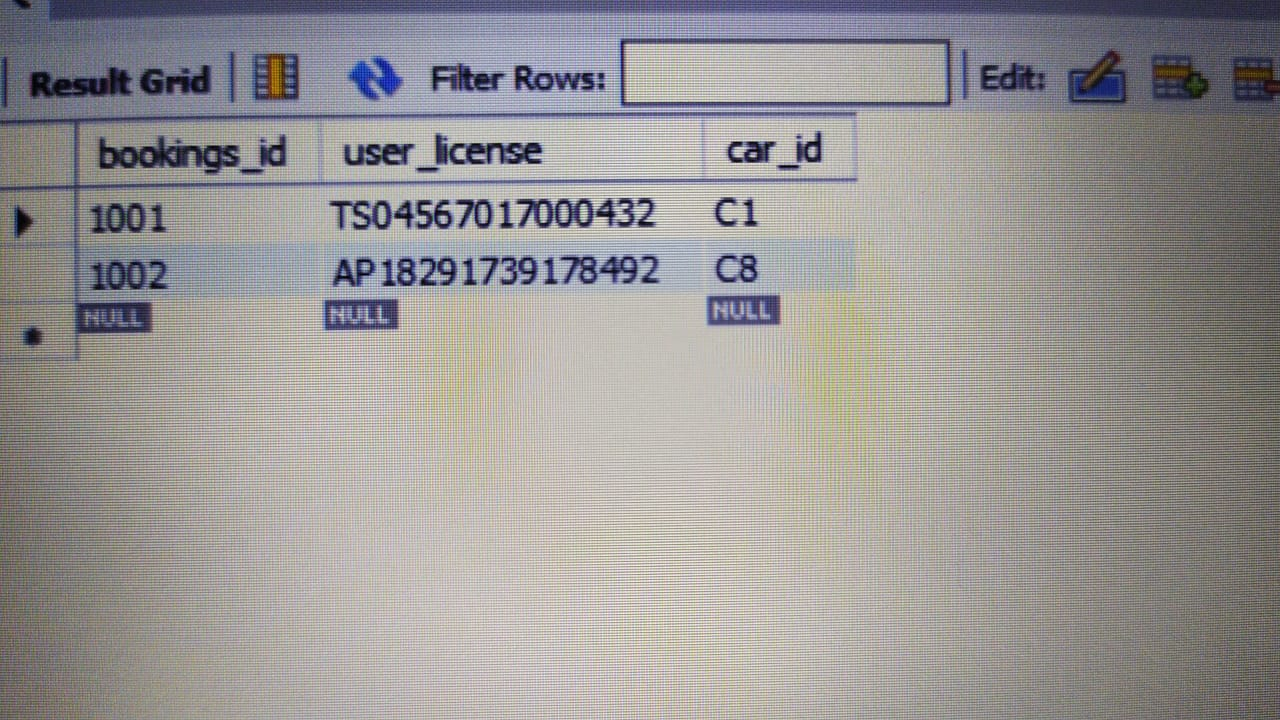 Result Grid Filter Rows: Edit:
bookings_id user_license car_id
1001 TS04567017000432 C1
1002 AP18291739178492 C8
NULL NULL NULL